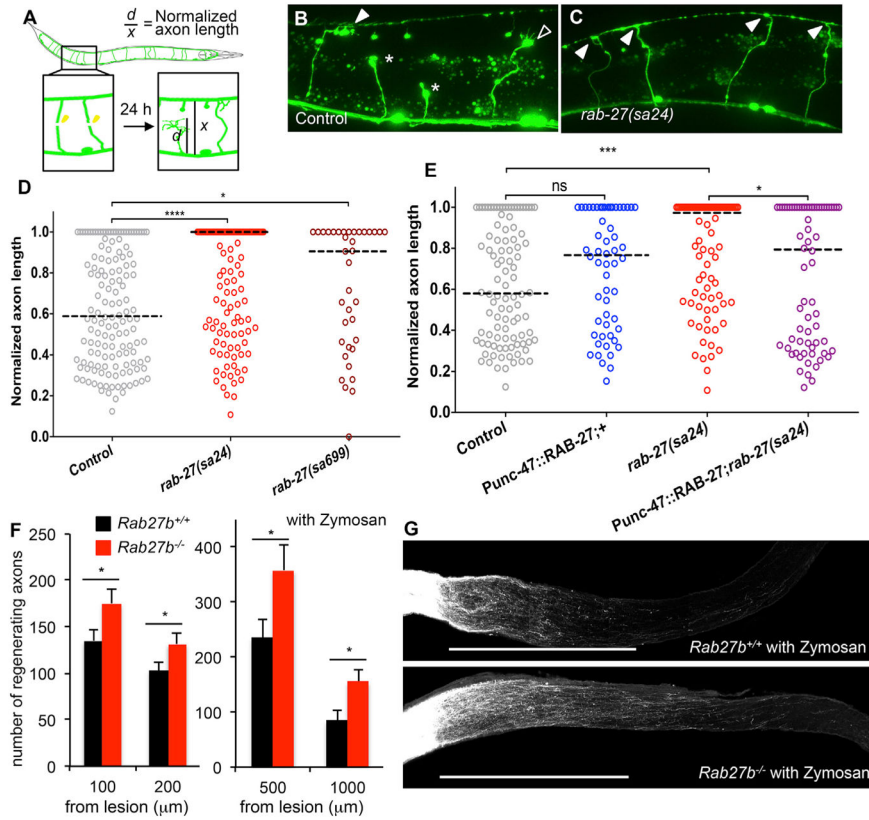 A
d
x
= Normalized
axon length
24 h
d
x
B
*
*
Control
C
rab-27(sa24)
D
*
****
Normalized axon length
1.0
0.8
0.6
0.4
0.2
0.0
Control
rab-27(sa24)
rab-27(sa699)
E
***
ns
*
Normalized axon length
1.0
0.8
0.6
0.4
0.2
0.0
Control
Punc-47::RAB-27;+
rab-27(sa24)
Punc-47::RAB-27;rab-27(sa24)
F
Rab27b+/+
Rab27b-/-
with Zymosan
number of regenerating axons
250
200
150
100
50
0
*
*
100 200
from lesion (µm)
400
300
200
100
0
*
*
500 1000
from lesion (µm)
G
Rab27b+/+ with Zymosan
Rab27b-/- with Zymosan